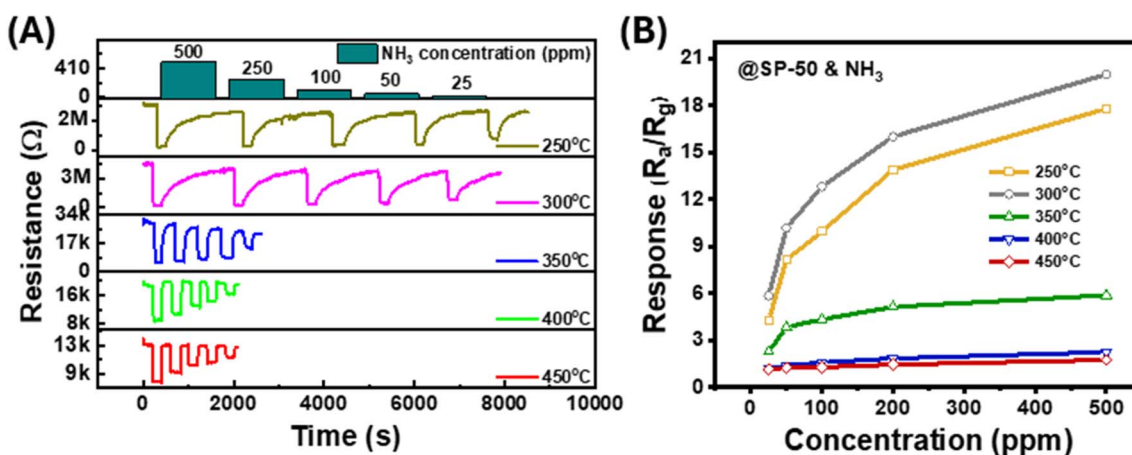 (A)
NH₃ concentration (ppm)
410
0
500
250
100
50
25
2M
0
250°C
3M
0
300°C
34k
17k
0
350°C
16k
8k
400°C
13k
9k
450°C
Resistance (Ω)
0 2000 4000 6000 8000 10000
Time (s)
(B)
@SP-50 & NH₃
21
18
15
12
9
6
3
0
Response (Ra/Rg)
250°C
300°C
350°C
400°C
450°C
0 100 200 300 400 500
Concentration (ppm)